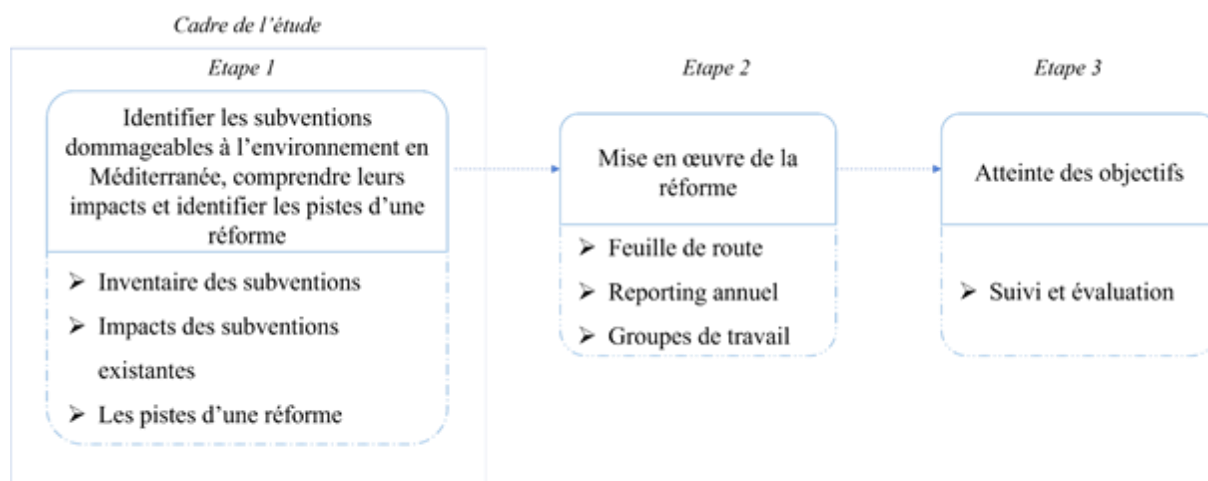 Cadre de l’étude
Etape 1
Identifier les subventions
dommageables à l’environnement en
Méditerranée, comprendre leurs
impacts et identifier les pistes d’une
réforme
➢ Inventaire des subventions
➢ Impacts des subventions
existantes
➢ Les pistes d’une réforme
Etape 2
Mise en œuvre de la
réforme
➢ Feuille de route
➢ Reporting annuel
➢ Groupes de travail
Etape 3
Atteinte des objectifs
➢ Suivi et évaluation